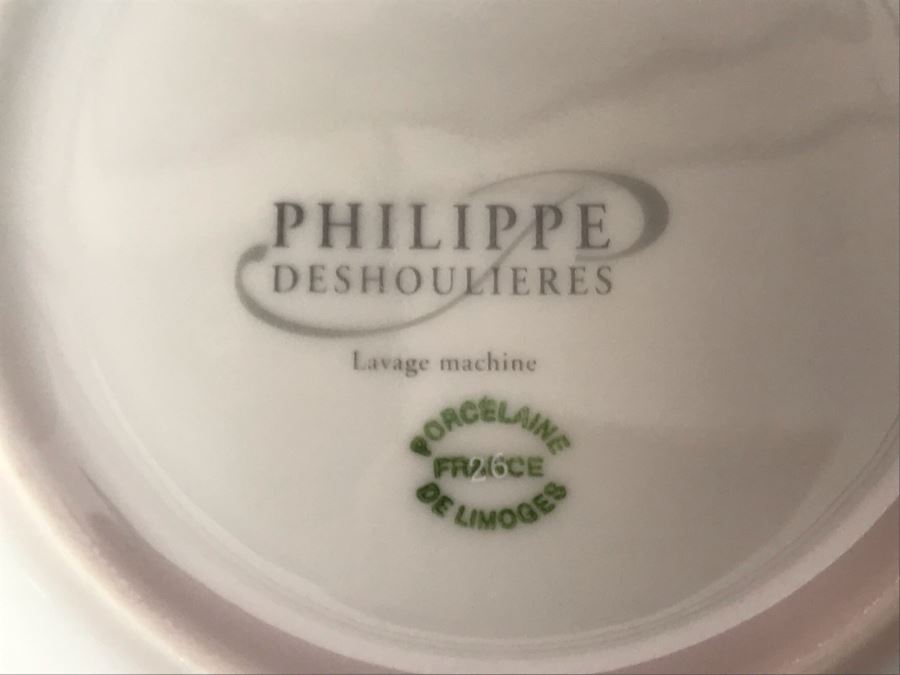 PHILIPPE
DESHOULIERES
Lavage machine
PORCELAINE
FRANCE
26
DE LIMOGES